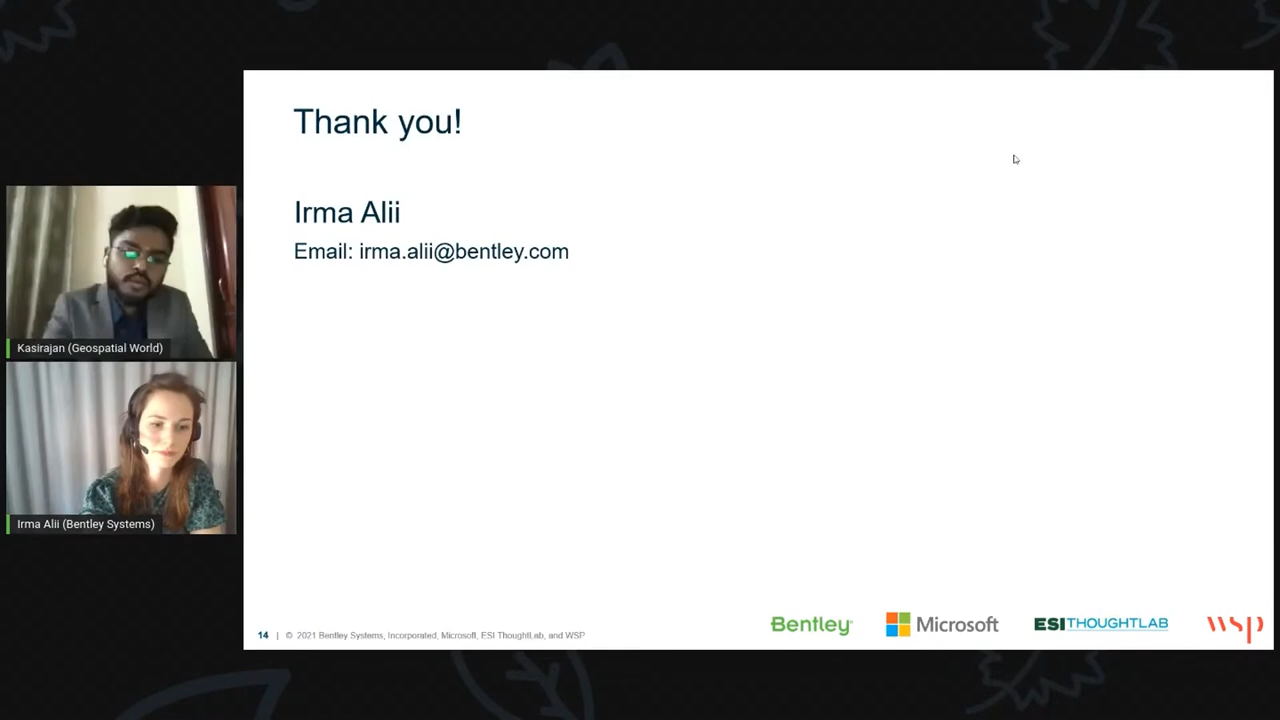 Thank you!
Irma Alii
Email: irma.alii@bentley.com
Kasirajan (Geospatial World)
Irma Alii (Bentley Systems)
14 | © 2021 Bentley Systems, Incorporated, Microsoft, ESI ThoughtLab, and WSP
Bentley® Microsoft ESI THOUGHTLAB wsp